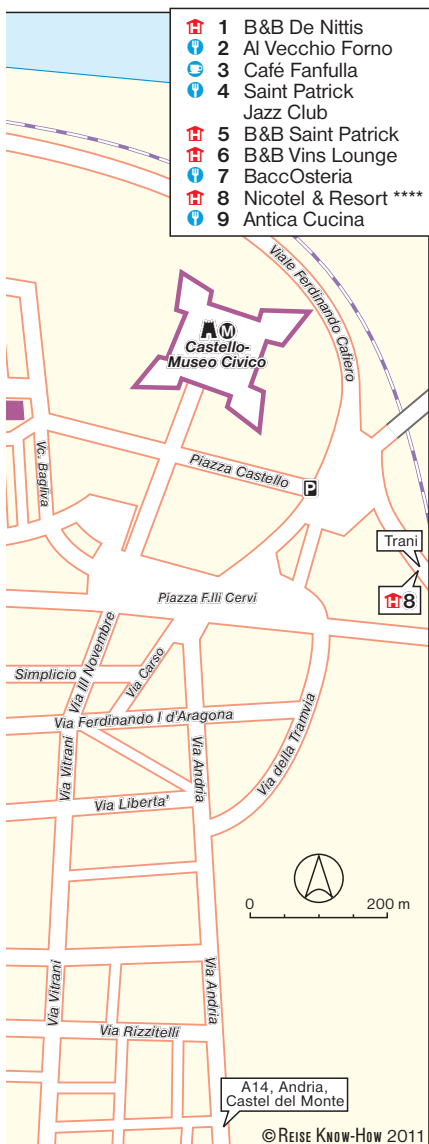 1 B&B De Nittis
2 Al Vecchio Forno
3 Café Fanfulla
4 Saint Patrick
Jazz Club
5 B&B Saint Patrick
6 B&B Vins Lounge
7 BaccOsteria
8 Nicotel & Resort ****
9 Antica Cucina
Viale Ferdinando Cafiero
M
Castello-
Museo Civico
Vc. Bagliva
Piazza Castello
P
Trani
H 8
Piazza F.lli Cervi
Simplicio
Via III Novembre
Via Carso
Via Ferdinando I d'Aragona
Via Vitrani
Via Andria
Via della Tramvia
Via Liberta'
0 200 m
Via Vitrani
Via Andria
Via Rizzitelli
A14, Andria,
Castel del Monte
© REISE KNOW-HOW 2011